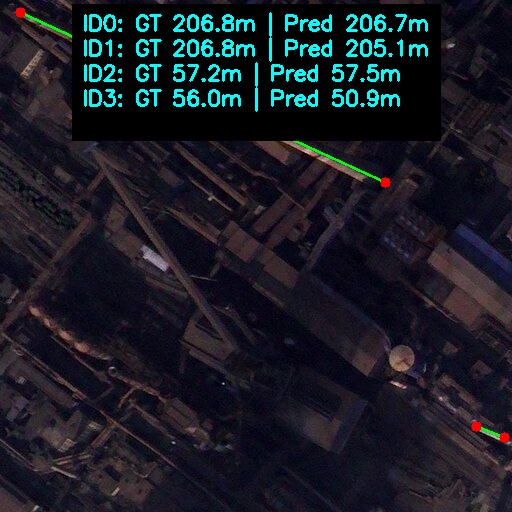 ID0: GT 206.8m | Pred 206.7m
ID1: GT 206.8m | Pred 205.1m
ID2: GT 57.2m | Pred 57.5m
ID3: GT 56.0m | Pred 50.9m